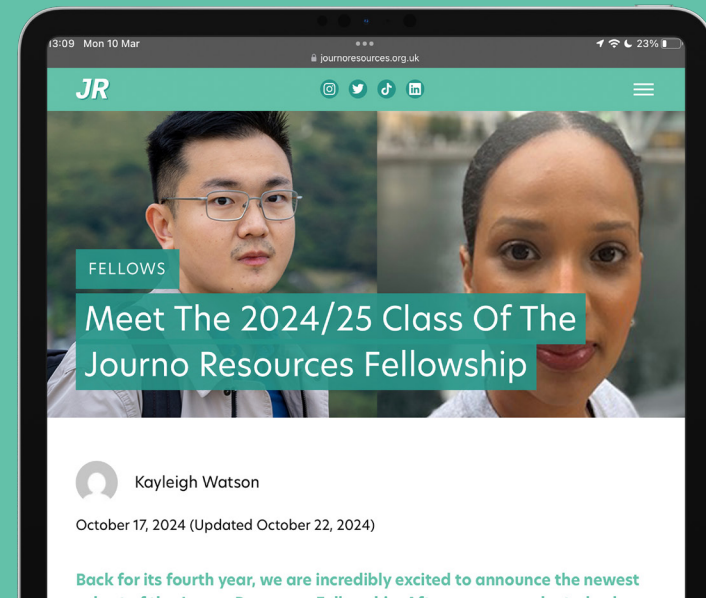 13:09 Mon 10 Mar
23%
journoresources.org.uk
JR
FELLOWS
Meet The 2024/25 Class Of The
Journo Resources Fellowship
Kayleigh Watson
October 17, 2024 (Updated October 22, 2024)
Back for its fourth year, we are incredibly excited to announce the newest